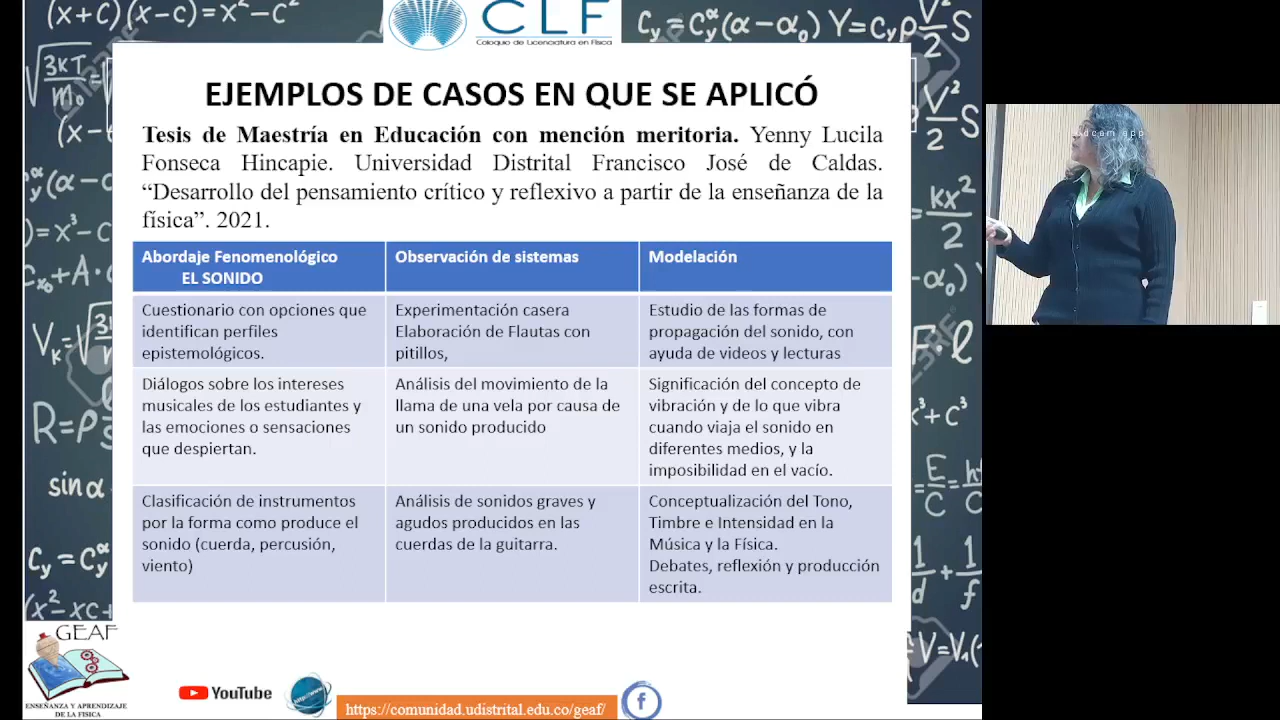 (x+c)(x-c)=x²-c²
CLF
Coloquio de Licenciatura en Física
EJEMPLOS DE CASOS EN QUE SE APLICÓ
Tesis de Maestría en Educación con mención meritoria. Yenny Lucila
Fonseca Hincapie. Universidad Distrital Francisco José de Caldas.
“Desarrollo del pensamiento crítico y reflexivo a partir de la enseñanza de la
física”. 2021.
Abordaje Fenomenológico
EL SONIDO
Observación de sistemas
Modelación
Cuestionario con opciones que
identifican perfiles
epistemológicos.
Experimentación casera
Elaboración de Flautas con
pitillos,
Estudio de las formas de
propagación del sonido, con
ayuda de videos y lecturas
Diálogos sobre los intereses
musicales de los estudiantes y
las emociones o sensaciones
que despiertan.
Análisis del movimiento de la
llama de una vela por causa de
un sonido producido
Significación del concepto de
vibración y de lo que vibra
cuando viaja el sonido en
diferentes medios, y la
imposibilidad en el vacío.
Clasificación de instrumentos
por la forma como produce el
sonido (cuerda, percusión,
viento)
Análisis de sonidos graves y
agudos producidos en las
cuerdas de la guitarra.
Conceptualización del Tono,
Timbre e Intensidad en la
Música y la Física.
Debates, reflexión y producción
escrita.
GEAF
ENSEÑANZA Y APRENDIZAJE
DE LA FÍSICA
YouTube
http://www
https://comunidad.udistrital.edu.co/geaf/